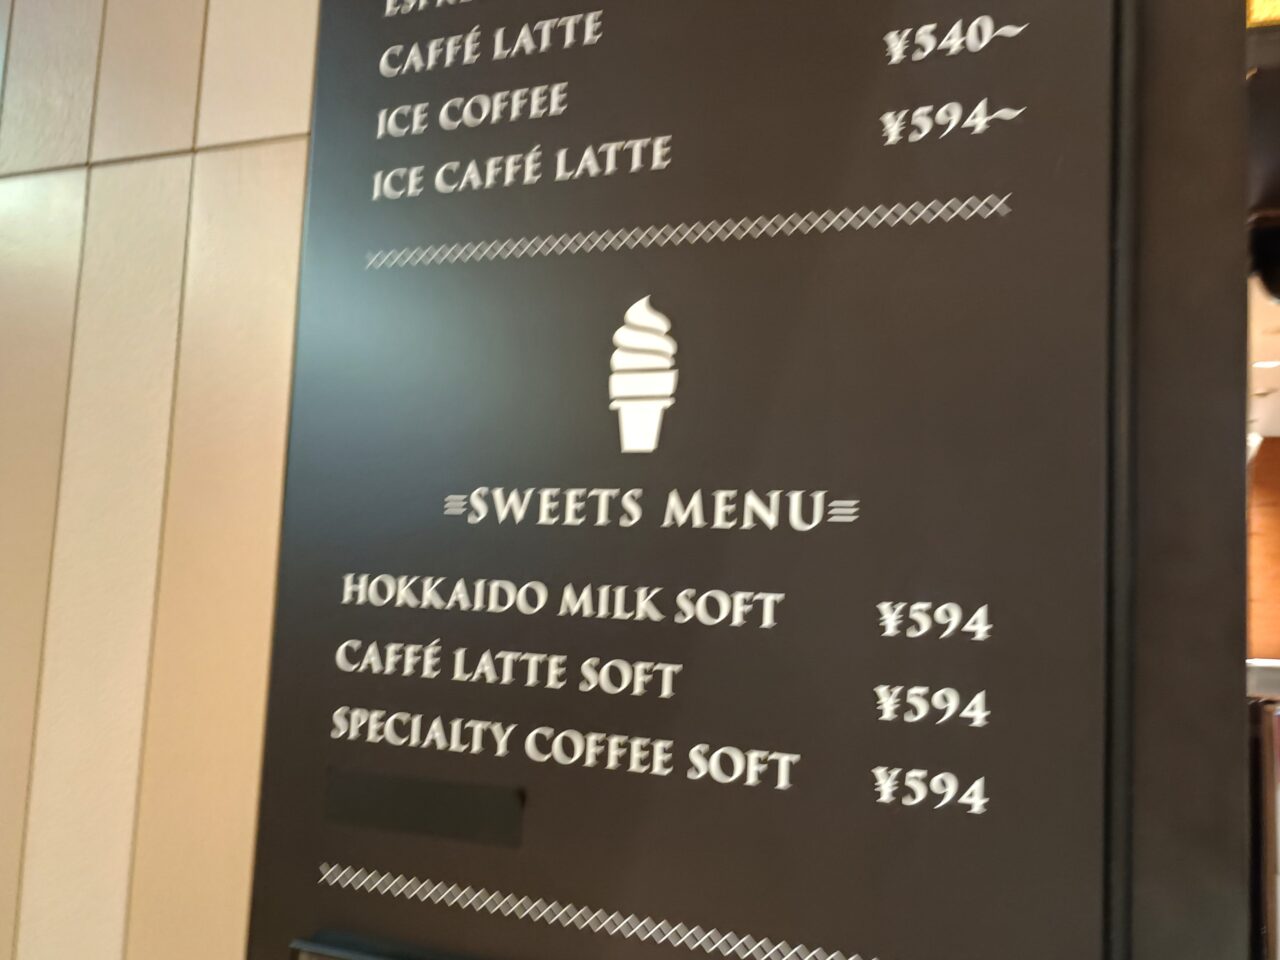 CAFFÉ LATTE
ICE COFFEE ¥540~
ICE CAFFÉ LATTE ¥594~
SWEETS MENU
HOKKAIDO MILK SOFT ¥594
CAFFÉ LATTE SOFT ¥594
SPECIALTY COFFEE SOFT ¥594